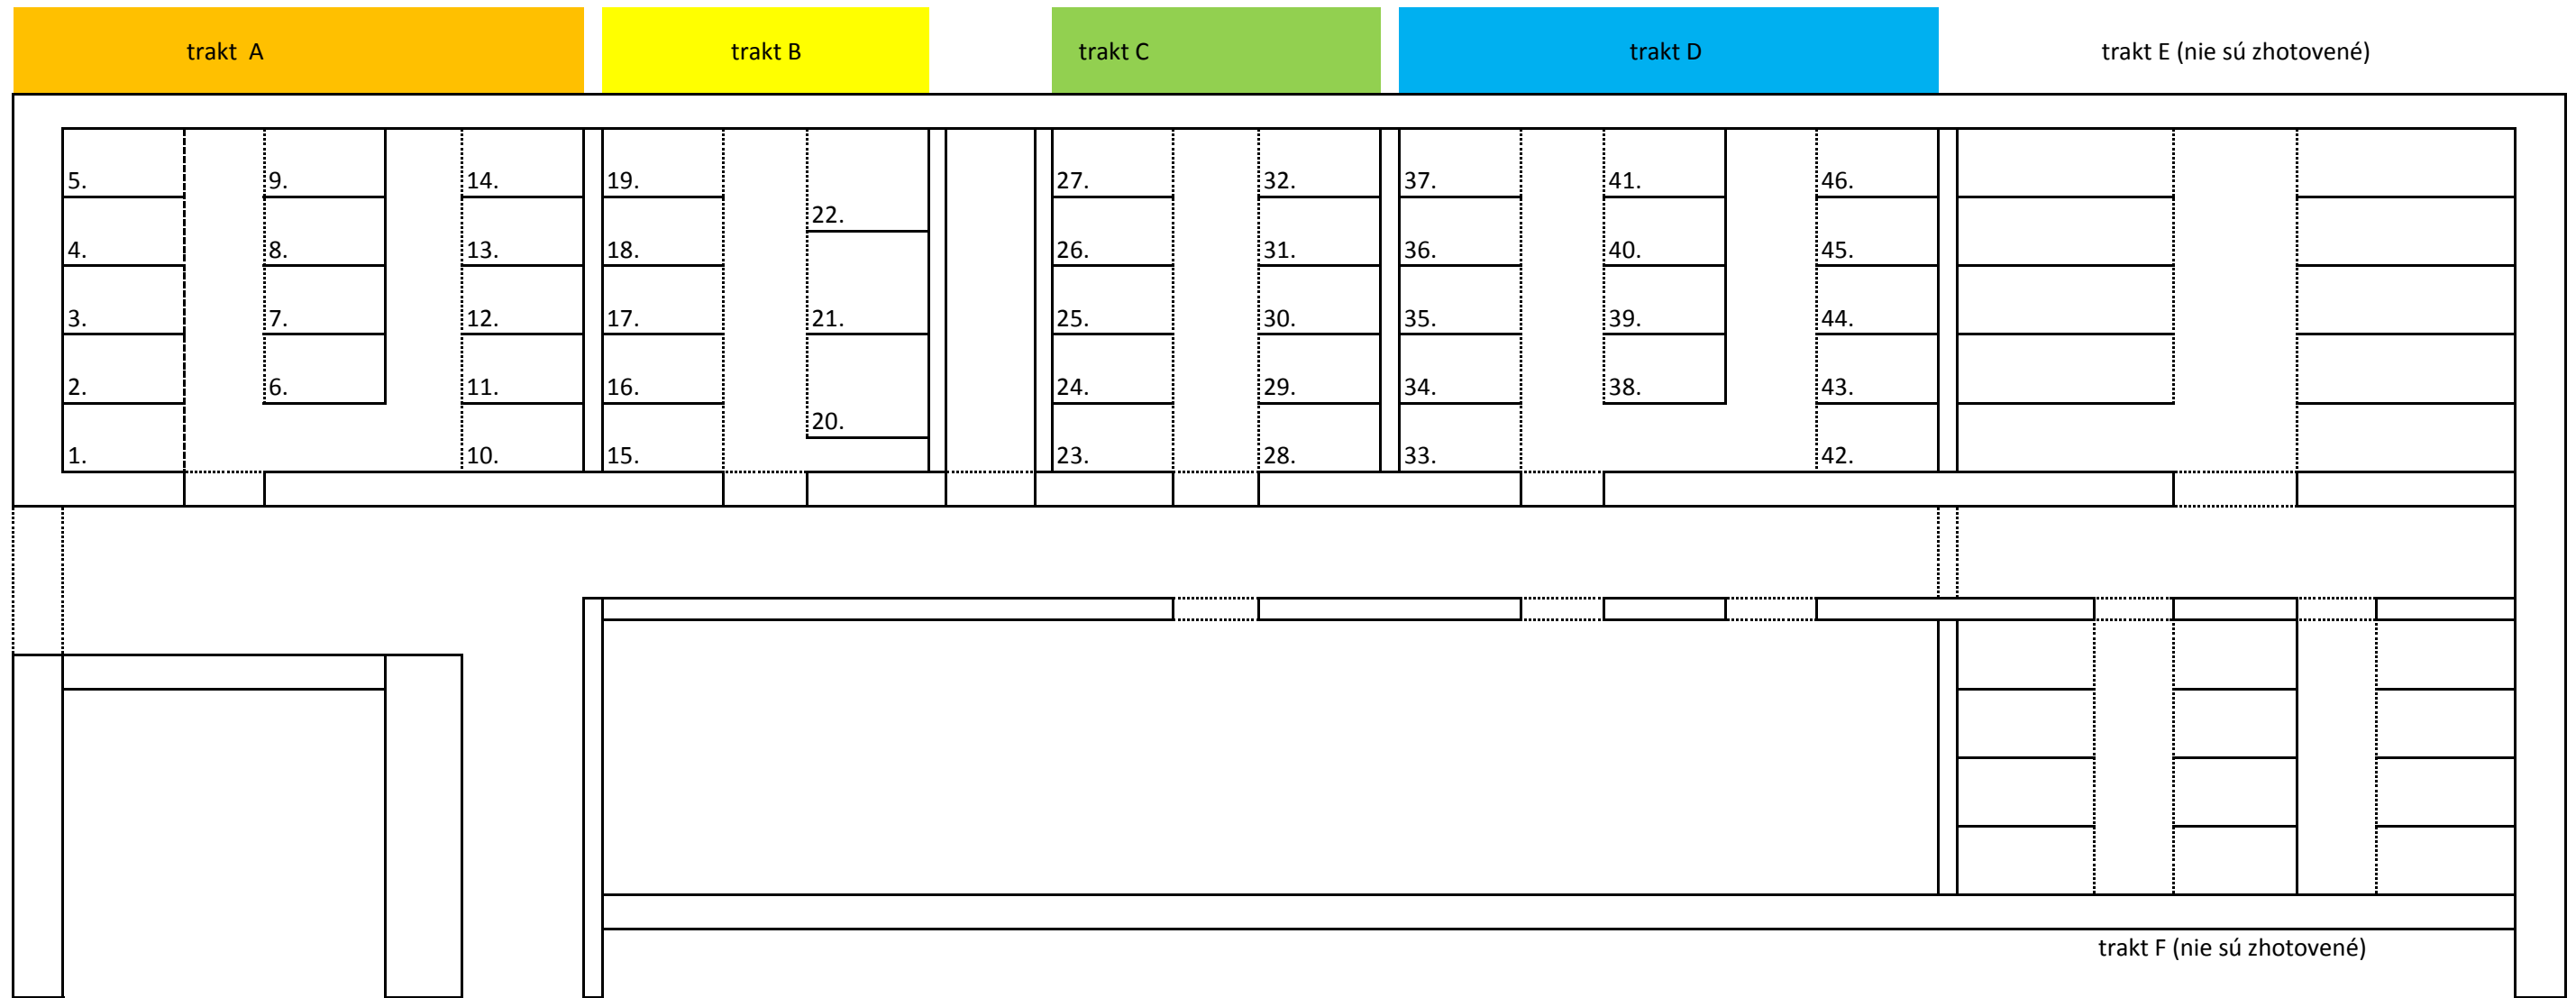 trakt  A
trakt B
trakt C
trakt D
trakt E (nie sú zhotovené)
5. 9. 14. 19. 27. 32. 37. 41. 46.
22.
4. 8. 13. 18. 26. 31. 36. 40. 45.
3. 7. 12. 17. 21. 25. 30. 35. 39. 44.
2. 6. 11. 16. 24. 29. 34. 38. 43.
20.
1. 10. 15. 23. 28. 33. 42.
trakt F (nie sú zhotovené)